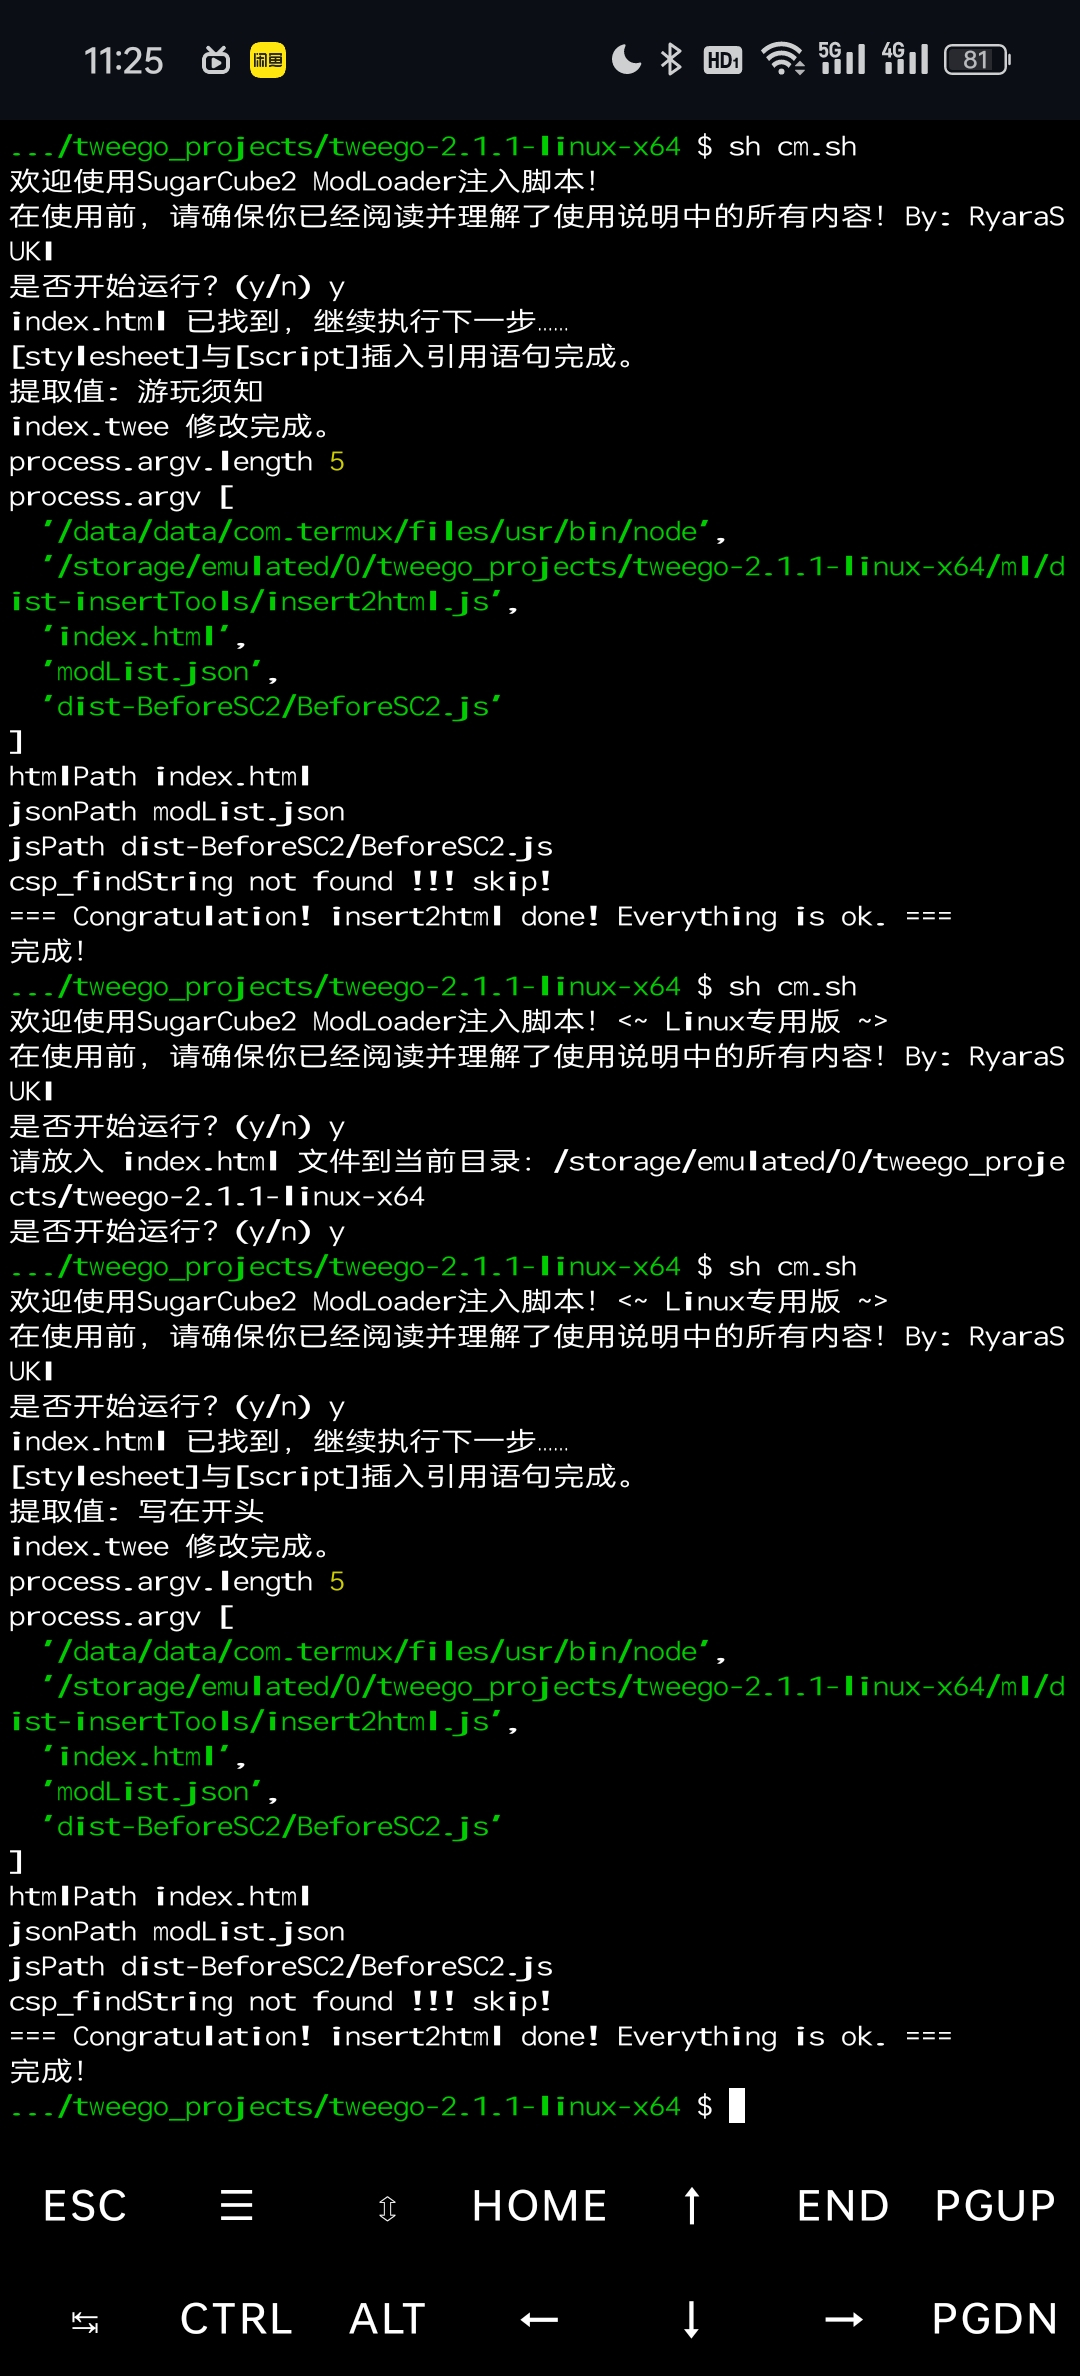 11:25 闲鱼 HD1 5G 4G 81
.../tweego_projects/tweego-2.1.1-linux-x64 $ sh cm.sh
欢迎使用SugarCube2 ModLoader注入脚本！
在使用前，请确保你已经阅读并理解了使用说明中的所有内容！By: RyaraS
UKI
是否开始运行？(y/n) y
index.html 已找到，继续执行下一步……
[stylesheet]与[script]插入引用语句完成。
提取值: 游玩须知
index.twee 修改完成。
process.argv.length 5
process.argv [
  '/data/data/com.termux/files/usr/bin/node',
  '/storage/emulated/0/tweego_projects/tweego-2.1.1-linux-x64/ml/d
ist-insertTools/insert2html.js',
  'index.html',
  'modList.json',
  'dist-BeforeSC2/BeforeSC2.js'
]
htmlPath index.html
jsonPath modList.json
jsPath dist-BeforeSC2/BeforeSC2.js
csp_findString not found !!! skip!
=== Congratulation! insert2html done! Everything is ok. ===
完成！
.../tweego_projects/tweego-2.1.1-linux-x64 $ sh cm.sh
欢迎使用SugarCube2 ModLoader注入脚本！<~ Linux专用版 ~>
在使用前，请确保你已经阅读并理解了使用说明中的所有内容！By: RyaraS
UKI
是否开始运行？(y/n) y
请放入 index.html 文件到当前目录: /storage/emulated/0/tweego_proje
cts/tweego-2.1.1-linux-x64
是否开始运行？(y/n) y
.../tweego_projects/tweego-2.1.1-linux-x64 $ sh cm.sh
欢迎使用SugarCube2 ModLoader注入脚本！<~ Linux专用版 ~>
在使用前，请确保你已经阅读并理解了使用说明中的所有内容！By: RyaraS
UKI
是否开始运行？(y/n) y
index.html 已找到，继续执行下一步……
[stylesheet]与[script]插入引用语句完成。
提取值: 写在开头
index.twee 修改完成。
process.argv.length 5
process.argv [
  '/data/data/com.termux/files/usr/bin/node',
  '/storage/emulated/0/tweego_projects/tweego-2.1.1-linux-x64/ml/d
ist-insertTools/insert2html.js',
  'index.html',
  'modList.json',
  'dist-BeforeSC2/BeforeSC2.js'
]
htmlPath index.html
jsonPath modList.json
jsPath dist-BeforeSC2/BeforeSC2.js
csp_findString not found !!! skip!
=== Congratulation! insert2html done! Everything is ok. ===
完成！
.../tweego_projects/tweego-2.1.1-linux-x64 $
ESC ☰ ⇳ HOME ↑ END PGUP
↹ CTRL ALT ← ↓ → PGDN